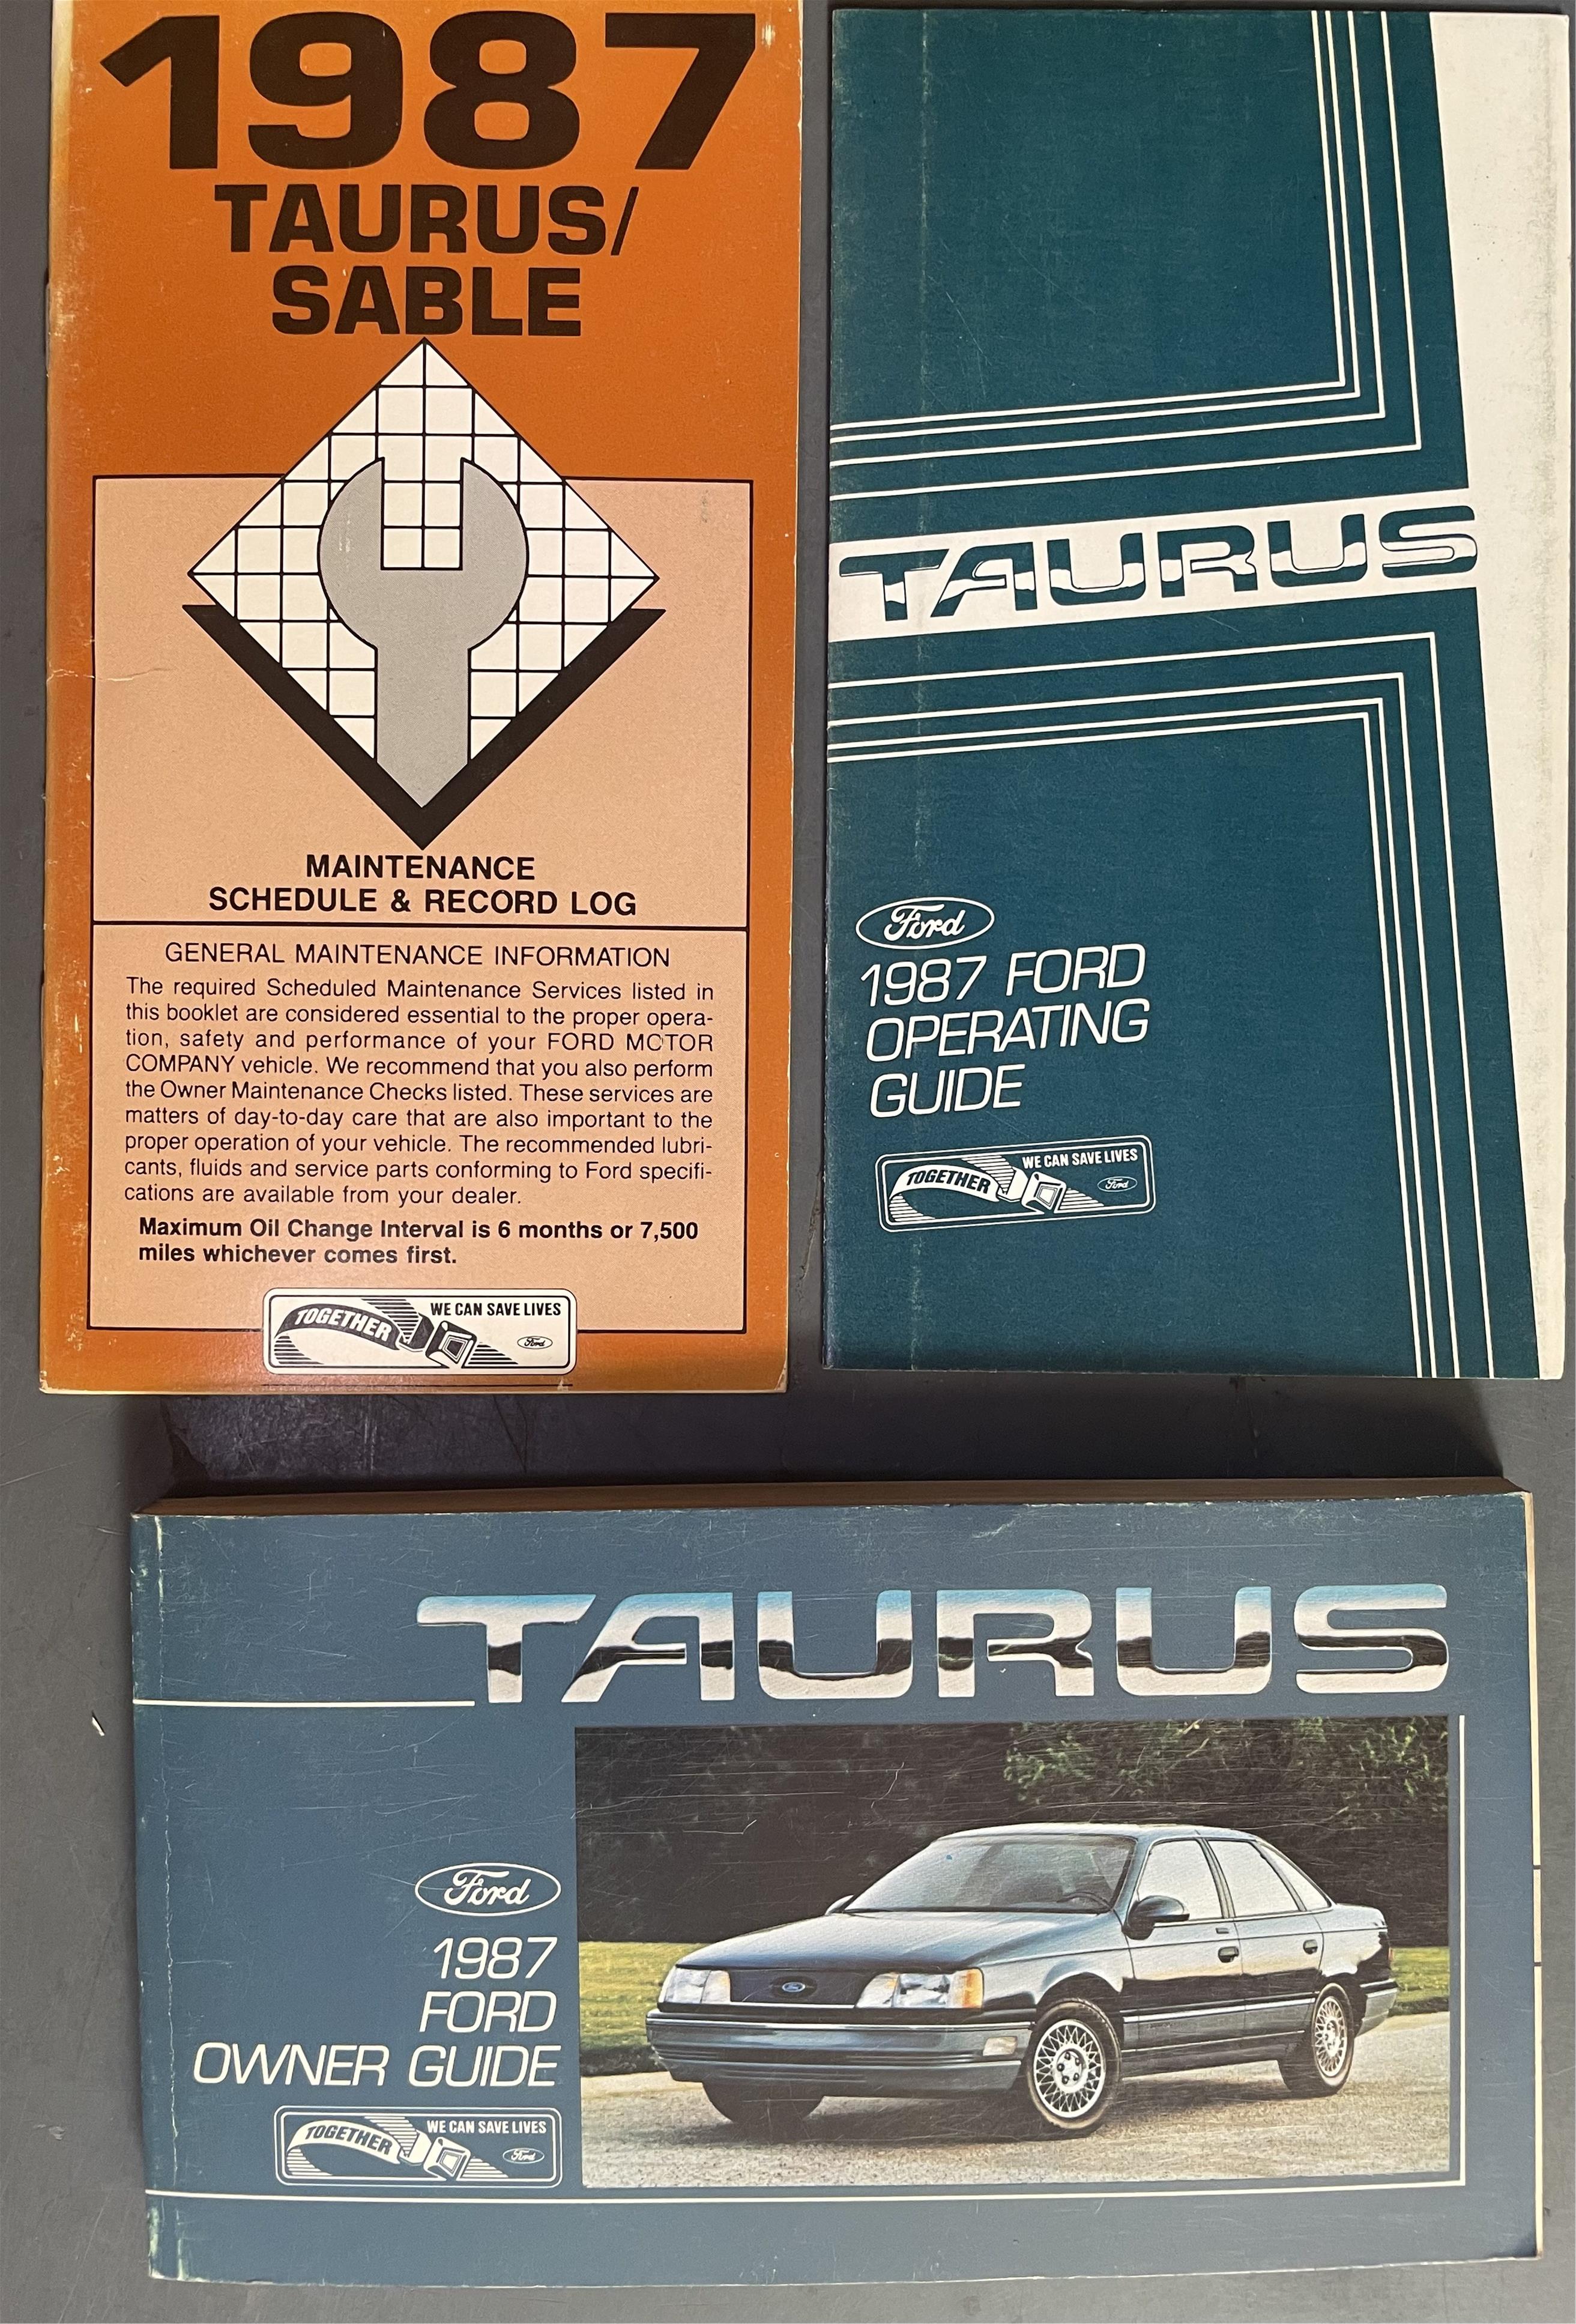 1987
TAURUS/
SABLE
MAINTENANCE
SCHEDULE & RECORD LOG
GENERAL MAINTENANCE INFORMATION
The required Scheduled Maintenance Services listed in
this booklet are considered essential to the proper opera-
tion, safety and performance of your FORD MOTOR
COMPANY vehicle. We recommend that you also perform
the Owner Maintenance Checks listed. These services are
matters of day-to-day care that are also important to the
proper operation of your vehicle. The recommended lubri-
cants, fluids and service parts conforming to Ford specifi-
cations are available from your dealer.
Maximum Oil Change Interval is 6 months or 7,500
miles whichever comes first.
TOGETHER WE CAN SAVE LIVES
Ford
TAURUS
Ford
1987 FORD
OPERATING
GUIDE
TOGETHER WE CAN SAVE LIVES
Ford
TAURUS
Ford
1987
FORD
OWNER GUIDE
TOGETHER WE CAN SAVE LIVES
Ford
Ford